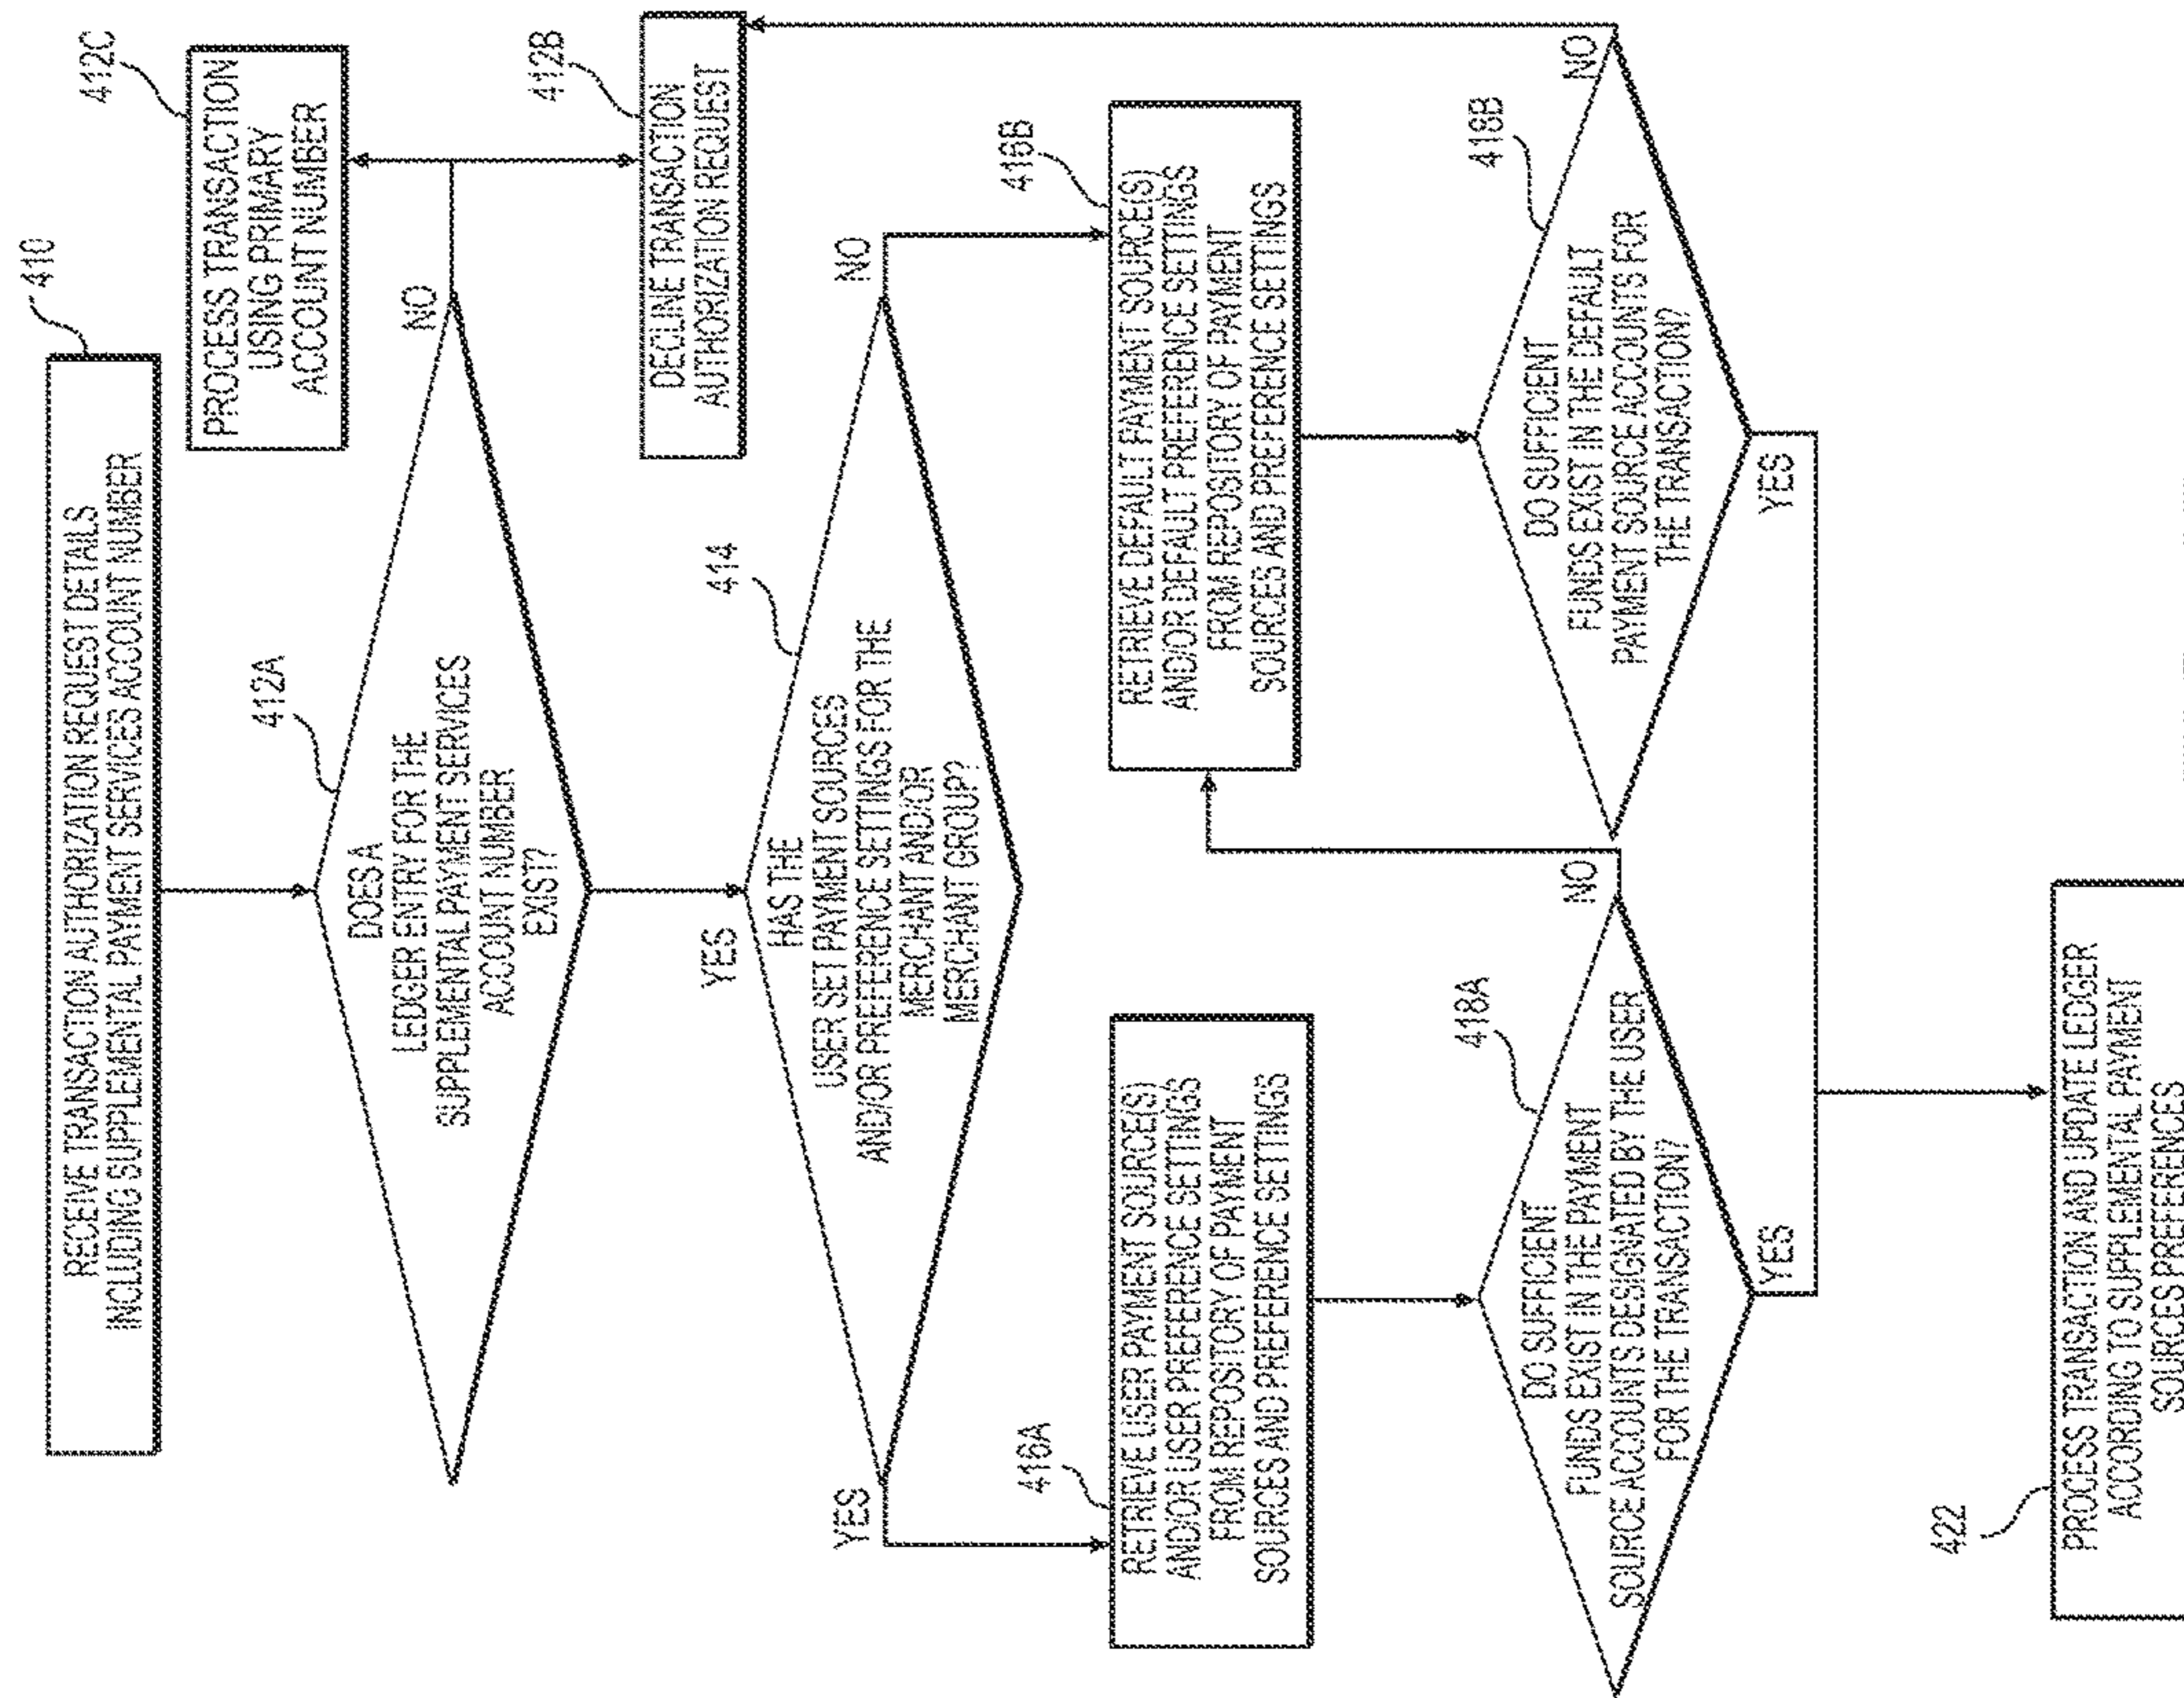 410
RECEIVE TRANSACTION AUTHORIZATION REQUEST DETAILS
INCLUDING SUPPLEMENTAL PAYMENT SERVICES ACCOUNT NUMBER
412A
DOES A
LEDGER ENTRY FOR THE
SUPPLEMENTAL PAYMENT SERVICES
ACCOUNT NUMBER
EXIST?
NO
412C
PROCESS TRANSACTION
USING PRIMARY
ACCOUNT NUMBER
412B
DECLINE TRANSACTION
AUTHORIZATION REQUEST
YES
414
HAS THE
USER SET PAYMENT SOURCES
AND/OR PREFERENCE SETTINGS FOR THE
MERCHANT AND/OR
MERCHANT GROUP?
YES
NO
416A
RETRIEVE USER PAYMENT SOURCE(S)
AND/OR USER PREFERENCE SETTINGS
FROM REPOSITORY OF PAYMENT
SOURCES AND PREFERENCE SETTINGS
416B
RETRIEVE DEFAULT PAYMENT SOURCE(S)
AND/OR DEFAULT PREFERENCE SETTINGS
FROM REPOSITORY OF PAYMENT
SOURCES AND PREFERENCE SETTINGS
418A
DO SUFFICIENT
FUNDS EXIST IN THE PAYMENT
SOURCE ACCOUNTS DESIGNATED BY THE USER
FOR THE TRANSACTION?
NO
YES
418B
DO SUFFICIENT
FUNDS EXIST IN THE DEFAULT
PAYMENT SOURCE ACCOUNTS FOR
THE TRANSACTION?
NO
YES
422
PROCESS TRANSACTION AND UPDATE LEDGER
ACCORDING TO SUPPLEMENTAL PAYMENT
SOURCES PREFERENCES